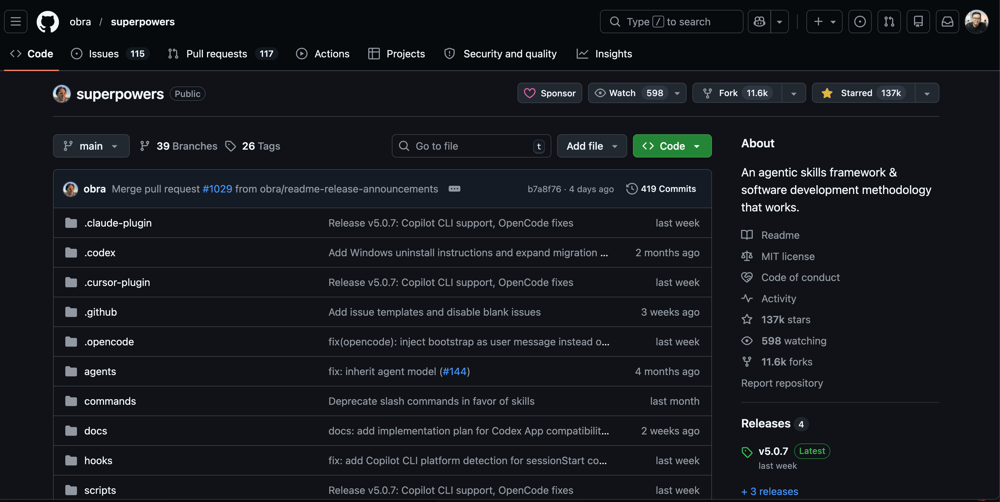 obra / superpowers
Type / to search
Code
Issues 115
Pull requests 117
Actions
Projects
Security and quality
Insights
superpowers Public
Sponsor
Watch 598
Fork 11.6k
Starred 137k
main
39 Branches
26 Tags
Go to file t
Add file
Code
obra Merge pull request #1029 from obra/readme-release-announcements ... b7a8f76 · 4 days ago 419 Commits
.claude-plugin Release v5.0.7: Copilot CLI support, OpenCode fixes last week
.codex Add Windows uninstall instructions and expand migration ... 2 months ago
.cursor-plugin Release v5.0.7: Copilot CLI support, OpenCode fixes last week
.github Add issue templates and disable blank issues 3 weeks ago
.opencode fix(opencode): inject bootstrap as user message instead o... last week
agents fix: inherit agent model (#144) 4 months ago
commands Deprecate slash commands in favor of skills last month
docs docs: add implementation plan for Codex App compatibilit... 2 weeks ago
hooks fix: add Copilot CLI platform detection for sessionStart co... last week
scripts Release v5.0.7: Copilot CLI support, OpenCode fixes last week
About
An agentic skills framework &
software development methodology
that works.
Readme
MIT license
Code of conduct
Activity
137k stars
598 watching
11.6k forks
Report repository
Releases 4
v5.0.7 Latest
last week
+ 3 releases